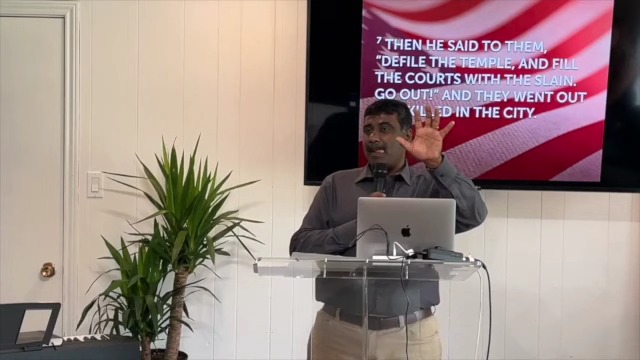 7 THEN HE SAID TO THEM,
"DEFILE THE TEMPLE, AND FILL
THE COURTS WITH THE SLAIN.
GO OUT!" AND THEY WENT OUT
IN THE CITY.